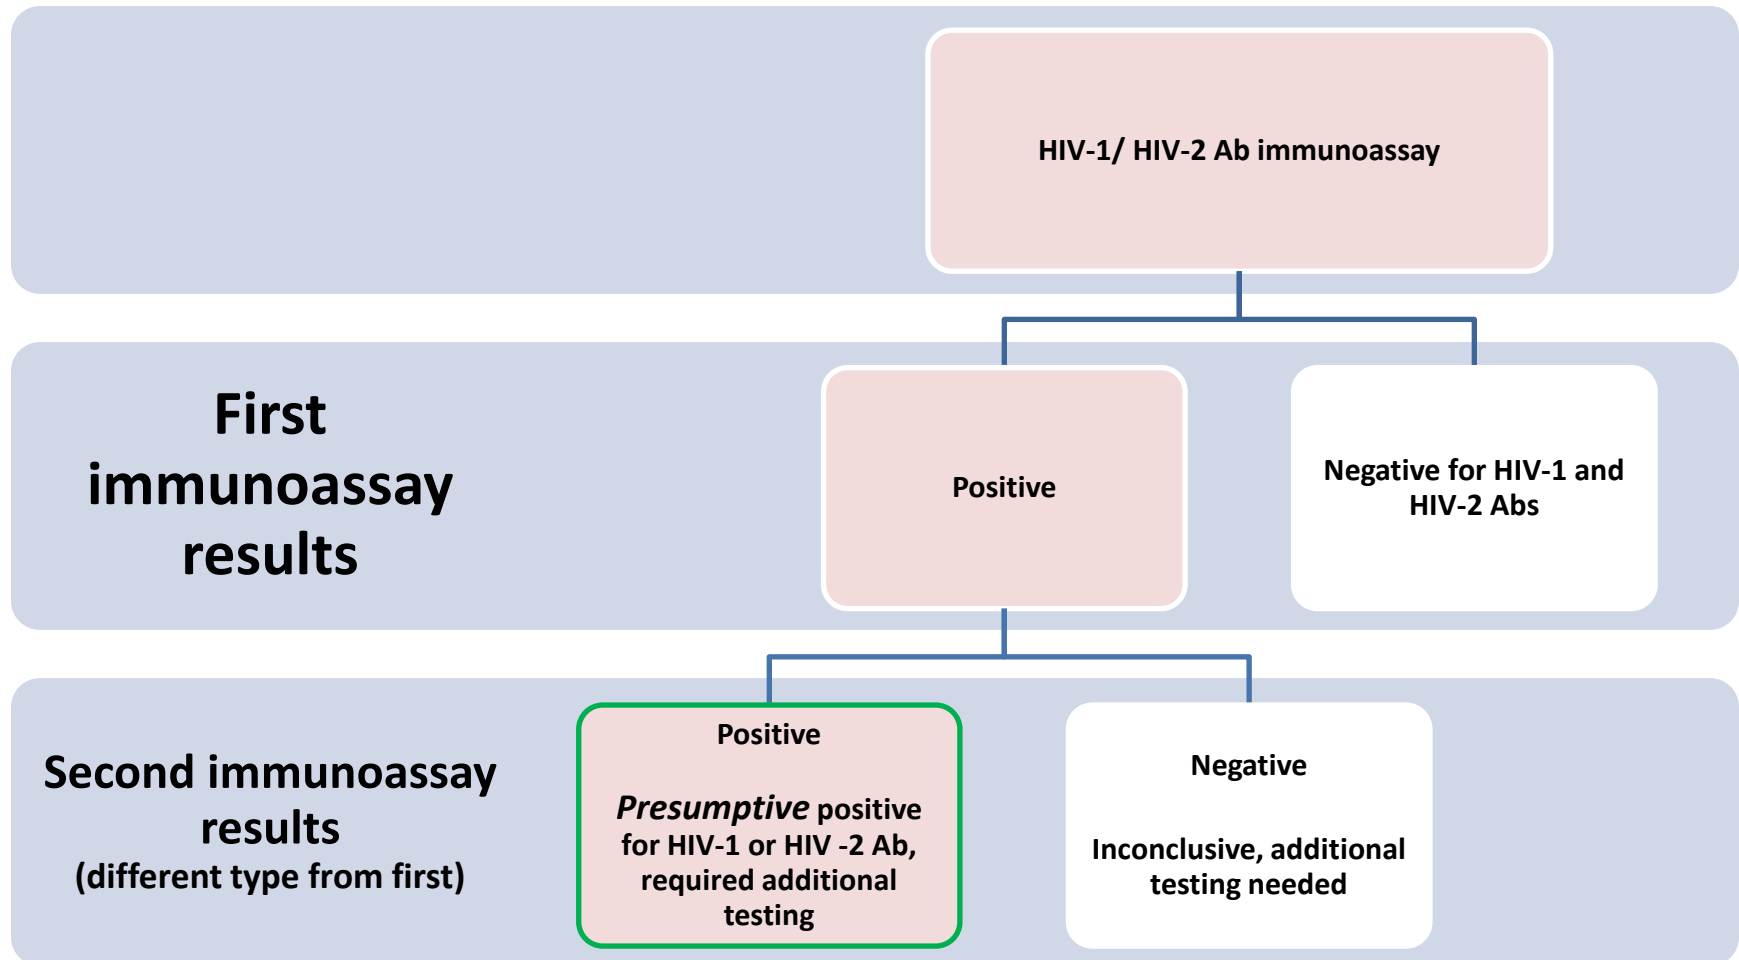 HIV-1/ HIV-2 Ab immunoassay
First
immunoassay
results
Positive
Negative for HIV-1 and
HIV-2 Abs
Second immunoassay
results
(different type from first)
Positive
Presumptive positive
for HIV-1 or HIV -2 Ab,
required additional
testing
Negative
Inconclusive, additional
testing needed